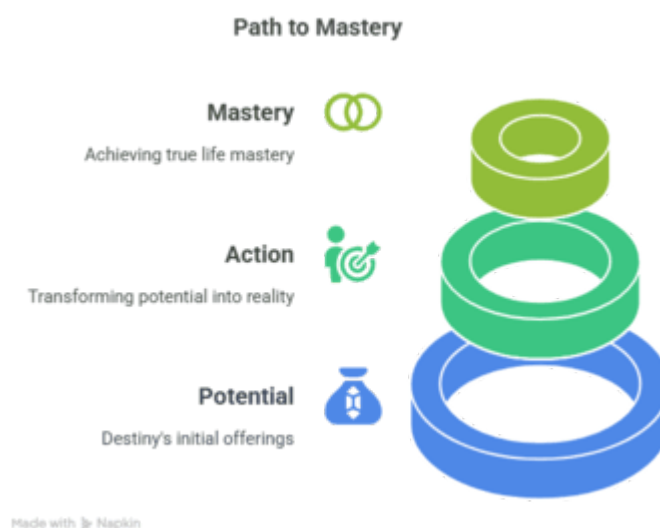 Path to Mastery
Mastery
Achieving true life mastery
Action
Transforming potential into reality
Potential
Destiny's initial offerings
Made with Napkin